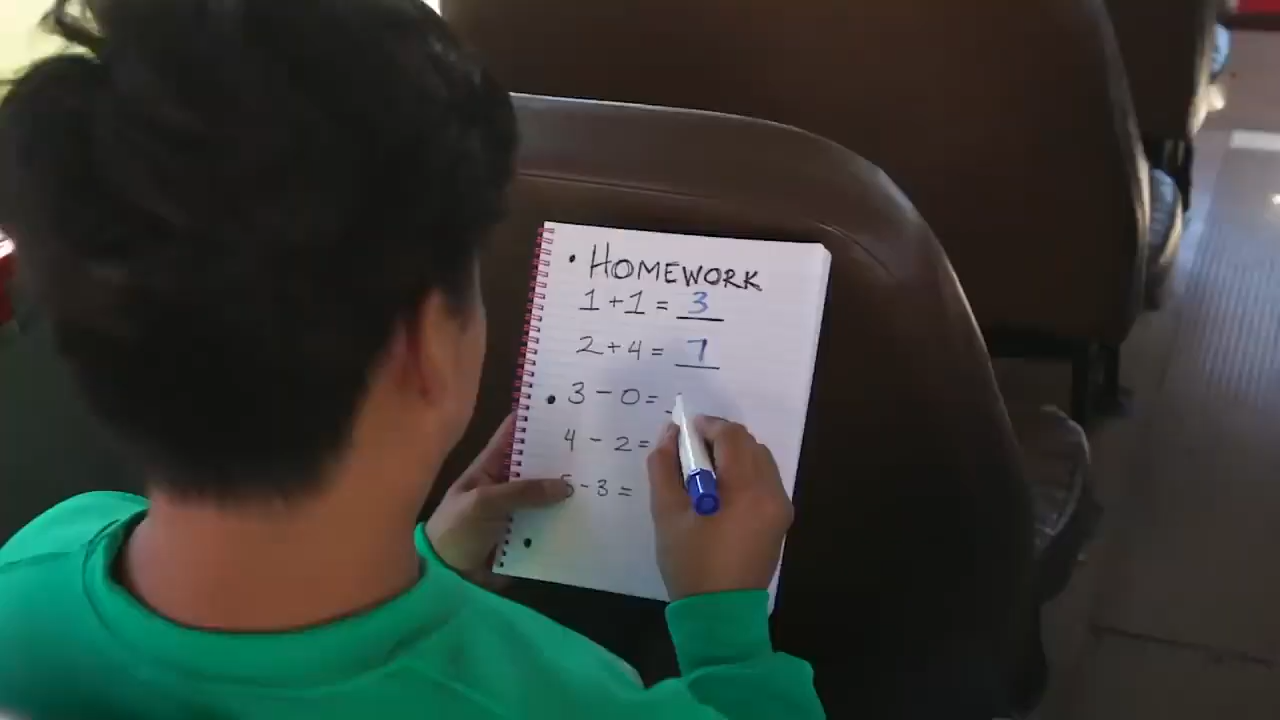 • HOMEWORK
1 + 1 = 3
2 + 4 = 7
3 - 0 =
4 - 2 =
5 - 3 =